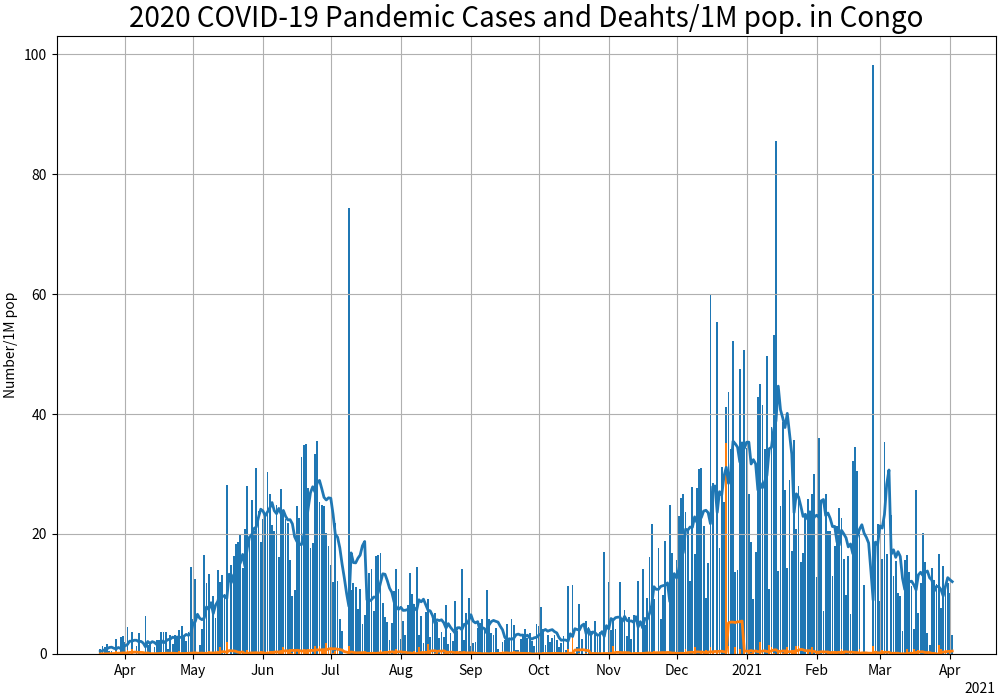 2020 COVID-19 Pandemic Cases and Deahts/1M pop. in Congo
Number/1M pop
100
80
60
40
20
0
Apr May Jun Jul Aug Sep Oct Nov Dec 2021 Feb Mar Apr
2021